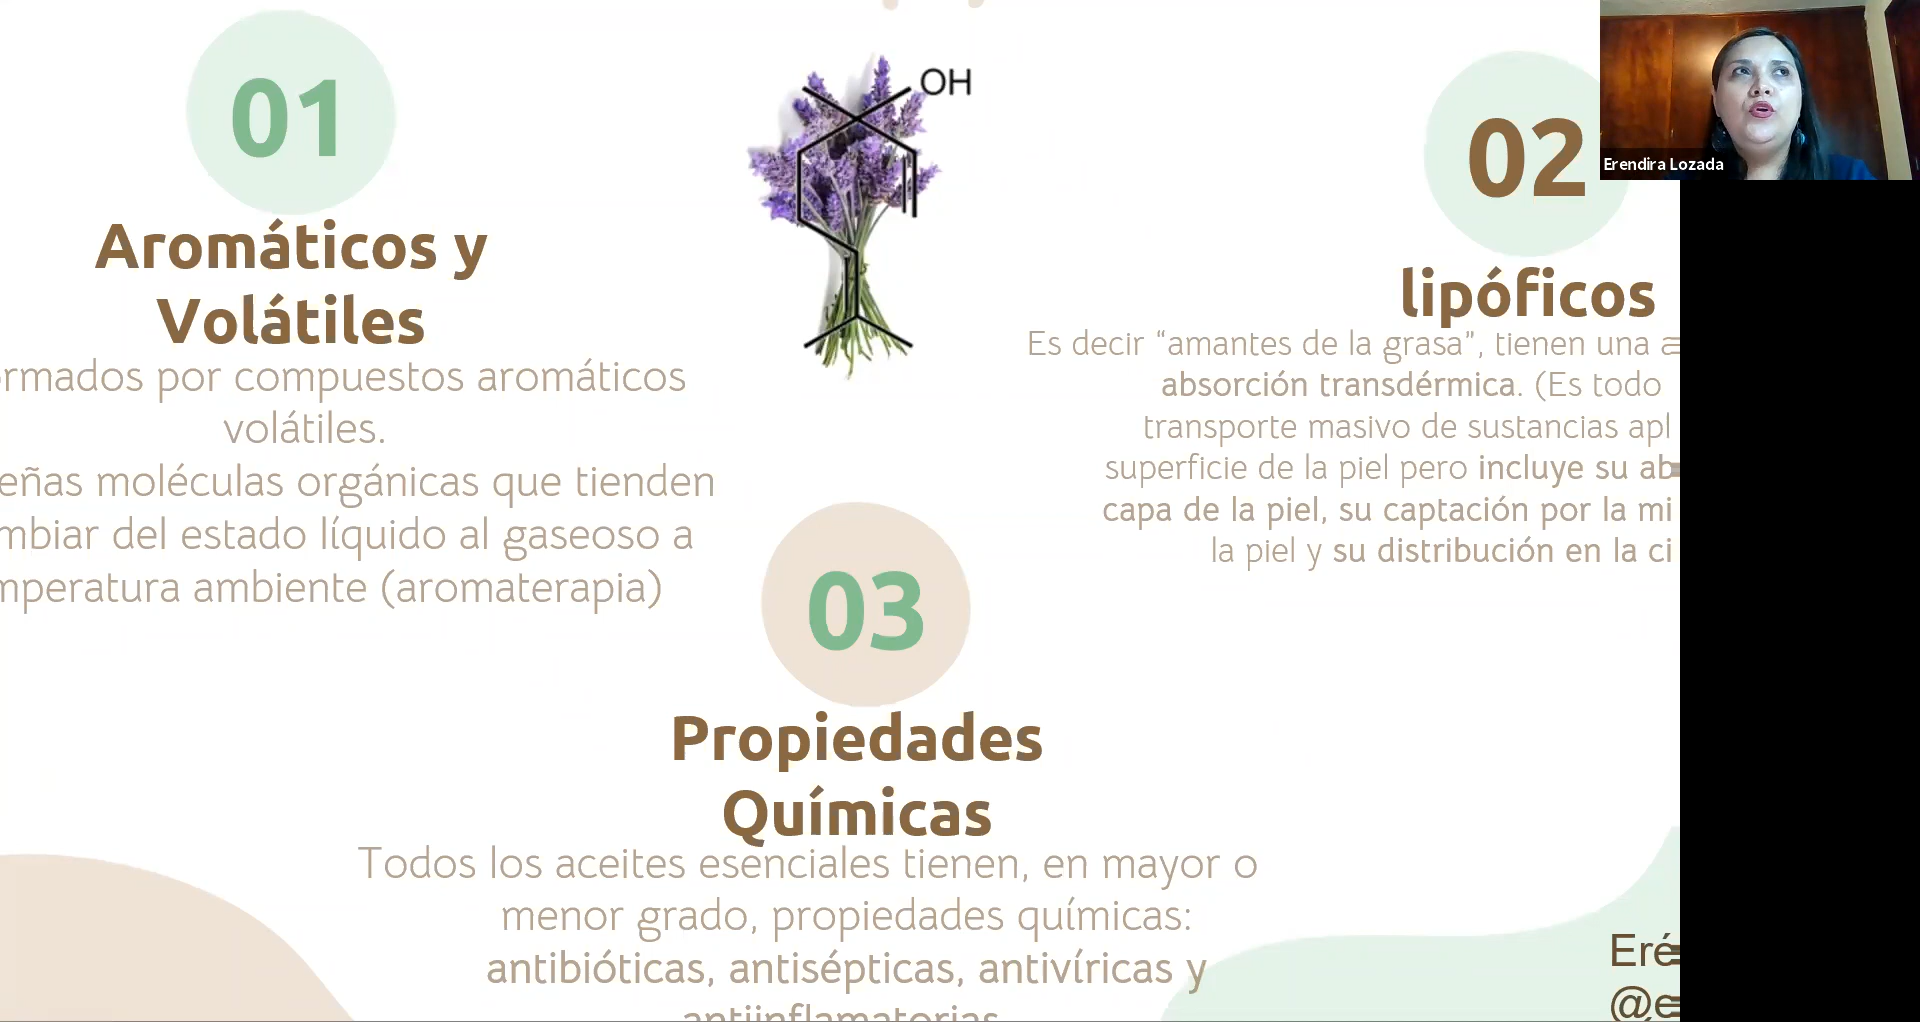 01
Aromáticos y
Volátiles
por compuestos aromáticos
volátiles.
moléculas orgánicas que tienden
del estado líquido al gaseoso a
ambiente (aromaterapia)
OH
02
lipóficos
Es decir “amantes de la grasa”, tienen una
absorción transdérmica. (Es todo
transporte masivo de sustancias apl
superficie de la piel pero incluye su ab
capa de la piel, su captación por la mi
la piel y su distribución en la ci
03
Propiedades
Químicas
Todos los aceites esenciales tienen, en mayor o
menor grado, propiedades químicas:
antibióticas, antisépticas, antivíricas y
antiinflamatorias
Erendira Lozada
Eré
@e